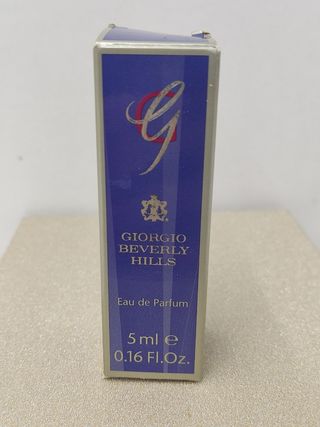 G
GIORGIO
BEVERLY
HILLS
Eau de Parfum
5 ml e
0.16 Fl.Oz.